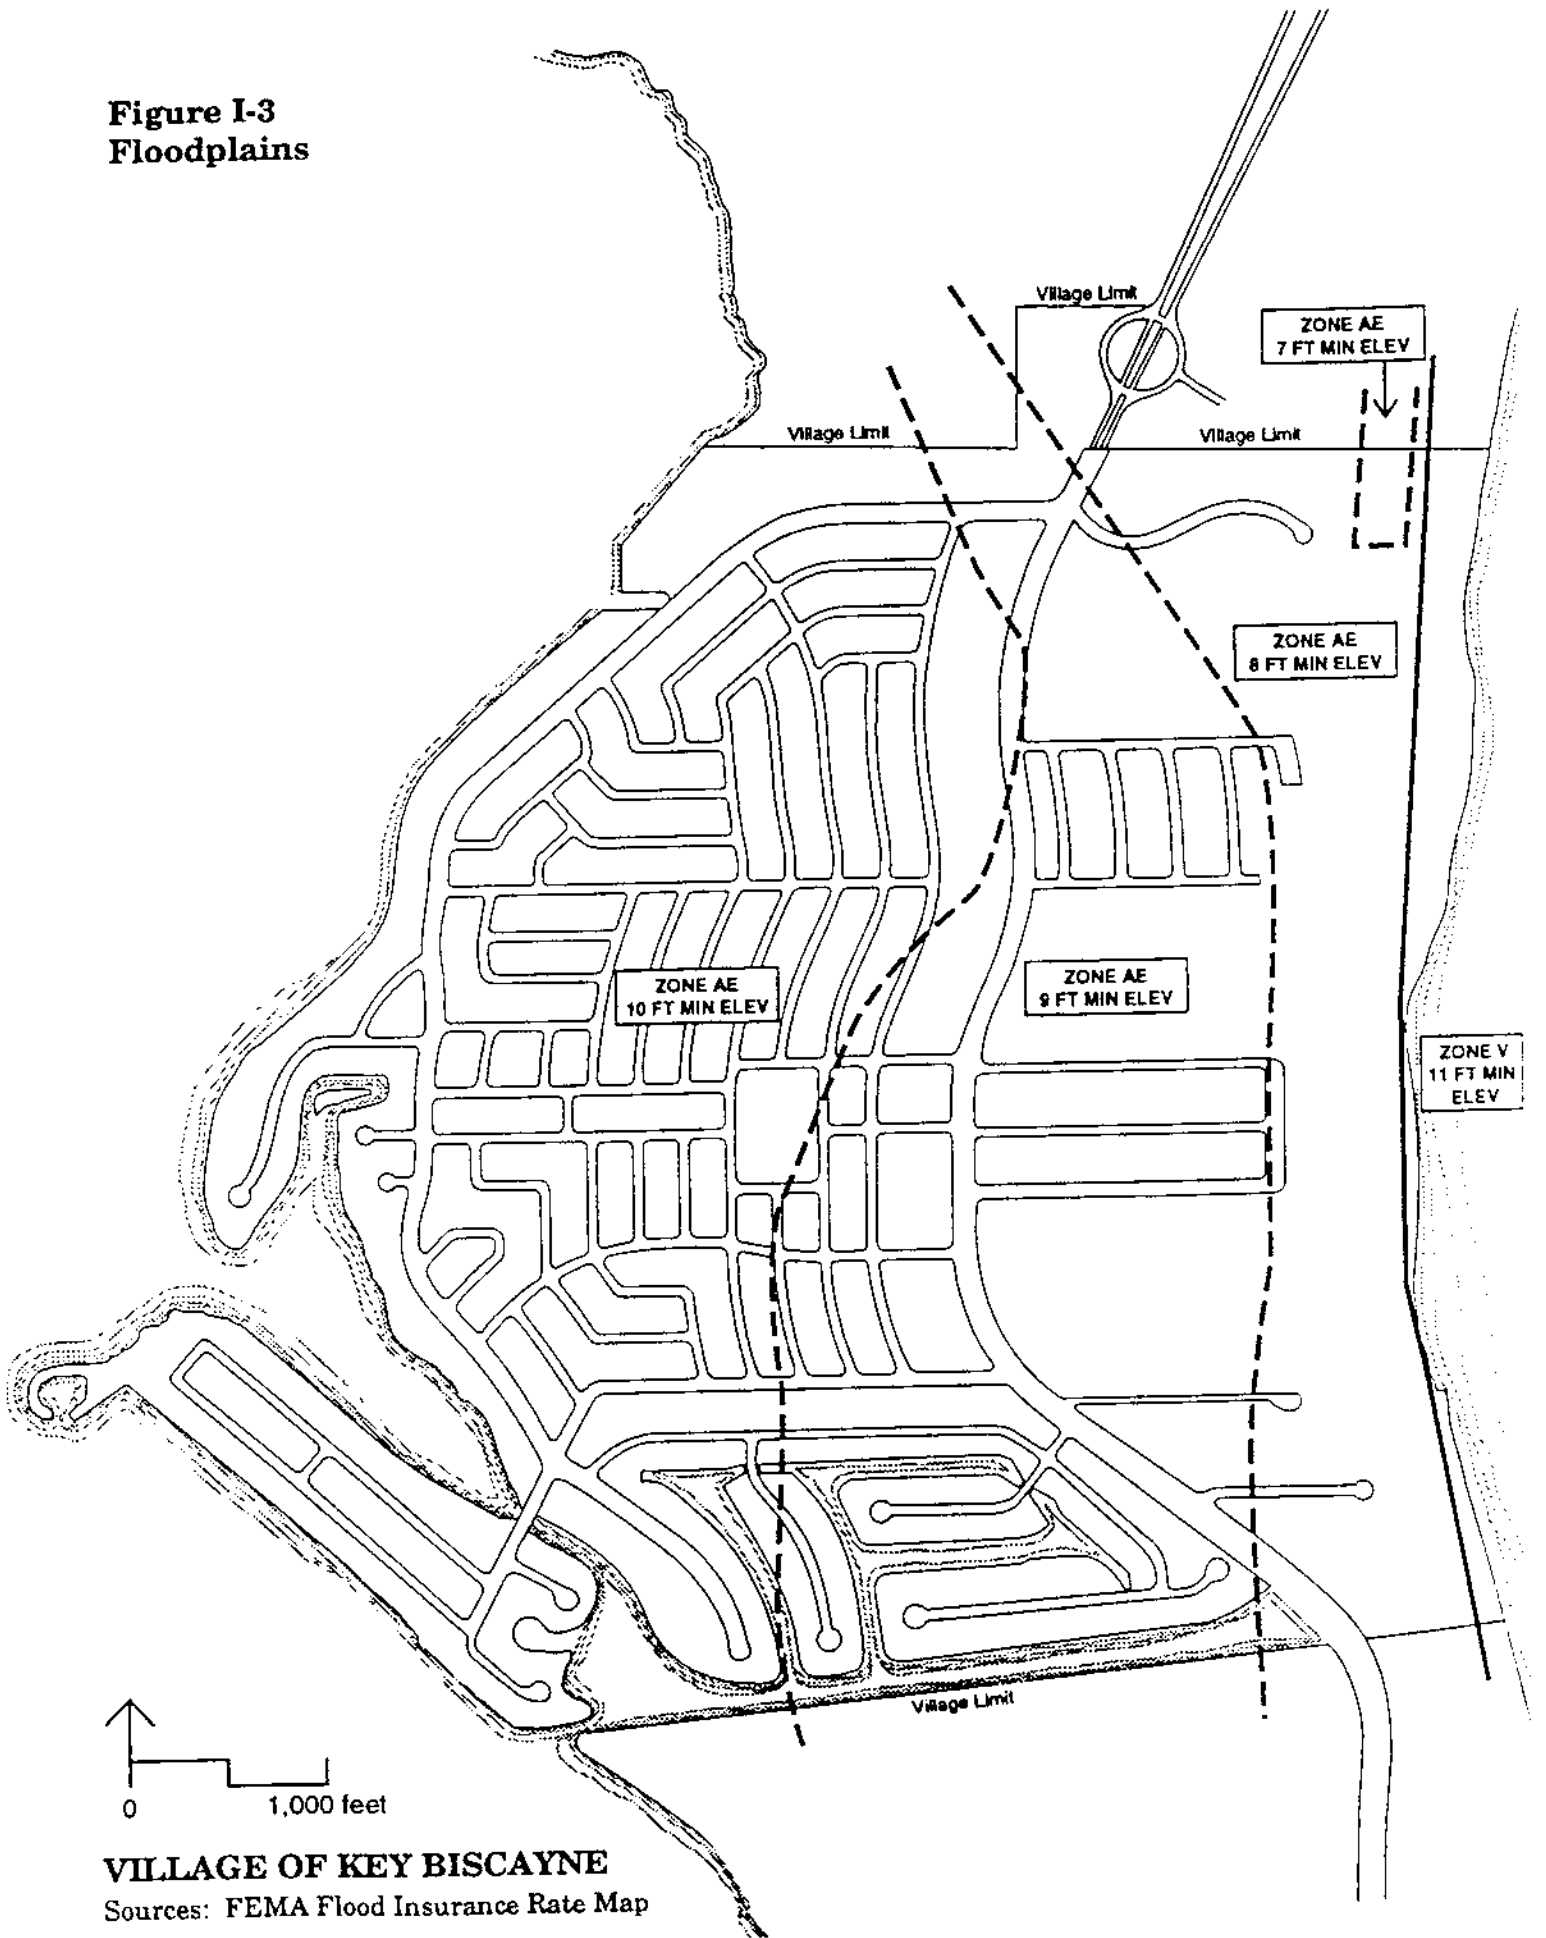 Figure I-3
Floodplains
Village Limit
ZONE AE
7 FT MIN ELEV
Village Limit
Village Limit
ZONE AE
8 FT MIN ELEV
ZONE AE
10 FT MIN ELEV
ZONE AE
9 FT MIN ELEV
ZONE V
11 FT MIN
ELEV
Village Limit
0
1,000 feet
VILLAGE OF KEY BISCAYNE
Sources: FEMA Flood Insurance Rate Map